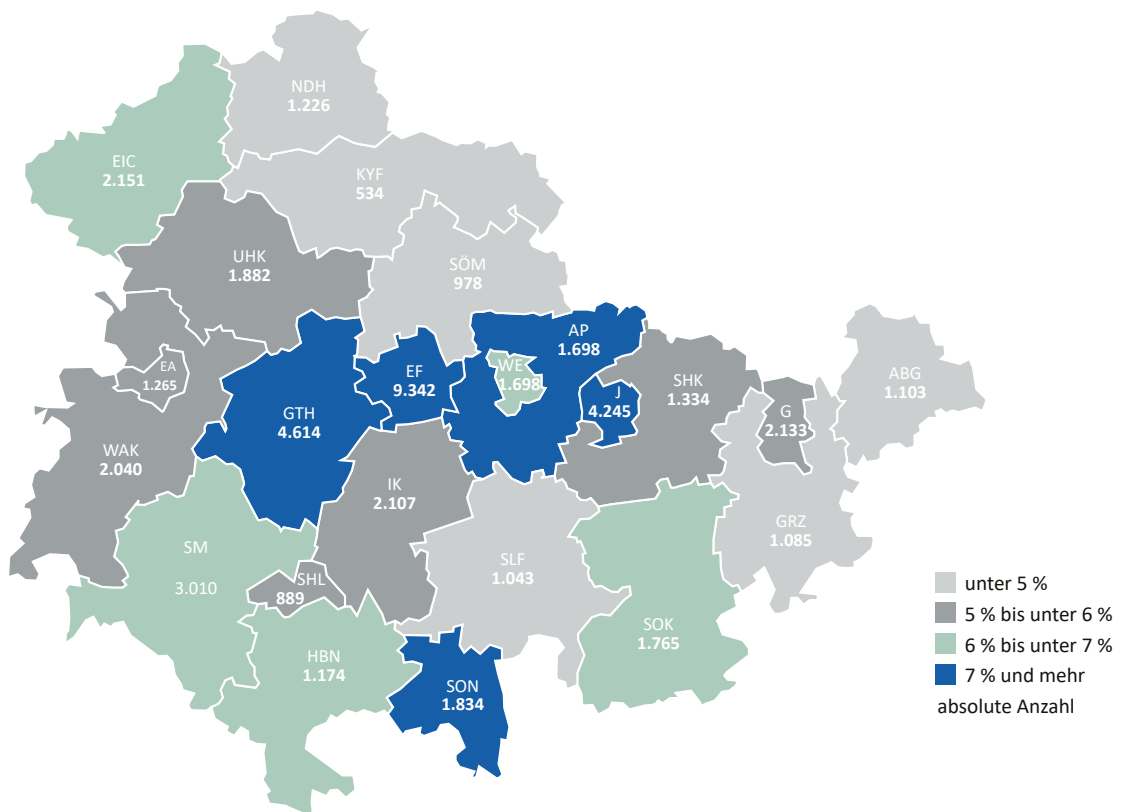 NDH
1.226
EIC
2.151
KYF
534
UHK
1.882
SÖM
978
AP
1.698
WE
1.698
EF
9.342
EA
1.265
GTH
4.614
J
4.245
SHK
1.334
G
2.133
ABG
1.103
WAK
2.040
IK
2.107
GRZ
1.085
SM
3.010
SLF
1.043
SHL
889
SOK
1.765
HBN
1.174
SON
1.834
unter 5 %
5 % bis unter 6 %
6 % bis unter 7 %
7 % und mehr
absolute Anzahl